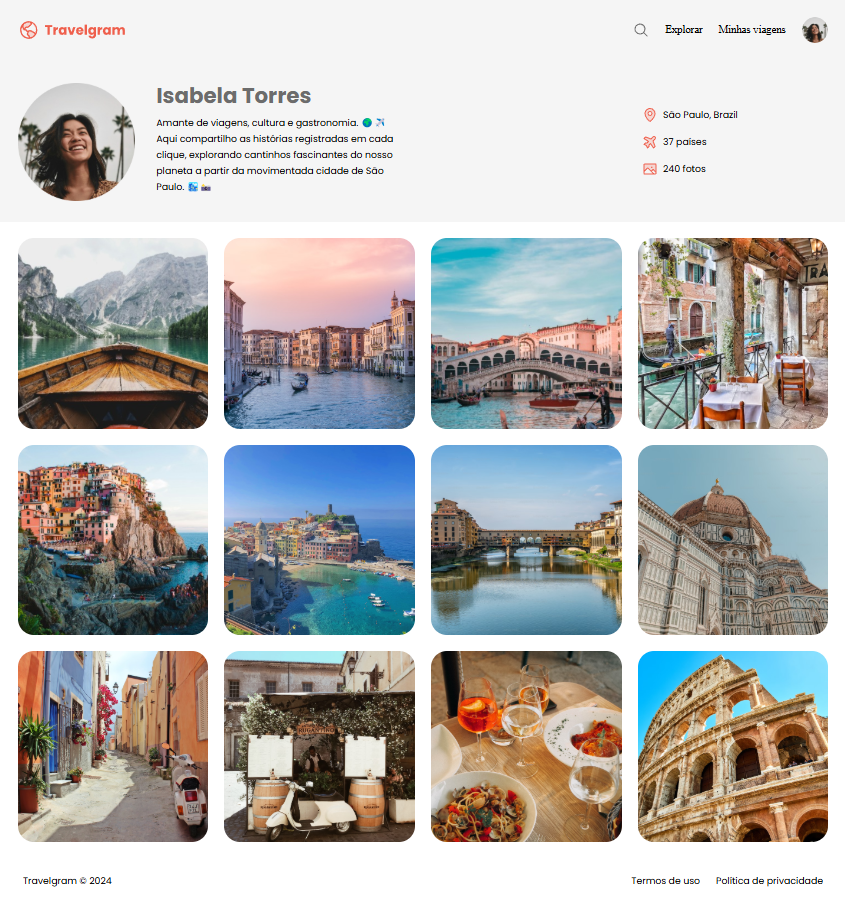 Travelgram
Explorar
Minhas viagens
Isabela Torres
Amante de viagens, cultura e gastronomia. 🌍 ✈️
Aqui compartilho as histórias registradas em cada
clique, explorando cantinhos fascinantes do nosso
planeta a partir da movimentada cidade de São
Paulo. 🏄 📷
São Paulo, Brazil
37 países
240 fotos
Travelgram © 2024
Termos de uso
Política de privacidade